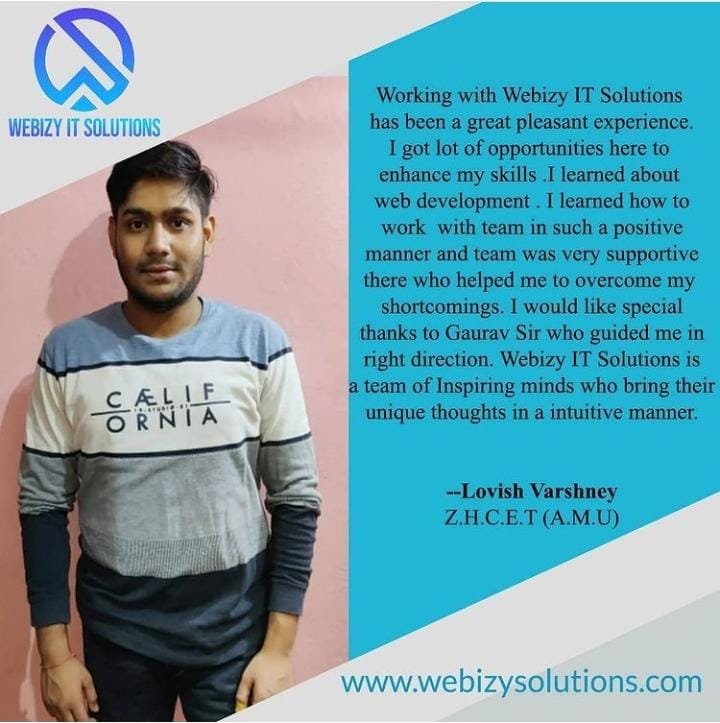 WEBIZY IT SOLUTIONS
Working with Webizy IT Solutions
has been a great pleasant experience.
I got lot of opportunities here to
enhance my skills .I learned about
web development . I learned how to
work with team in such a positive
manner and team was very supportive
there who helped me to overcome my
shortcomings. I would like special
thanks to Gaurav Sir who guided me in
right direction. Webizy IT Solutions is
a team of Inspiring minds who bring their
unique thoughts in a intuitive manner.
--Lovish Varshney
Z.H.C.E.T (A.M.U)
CÆLIF
ORNIA
www.webizysolutions.com